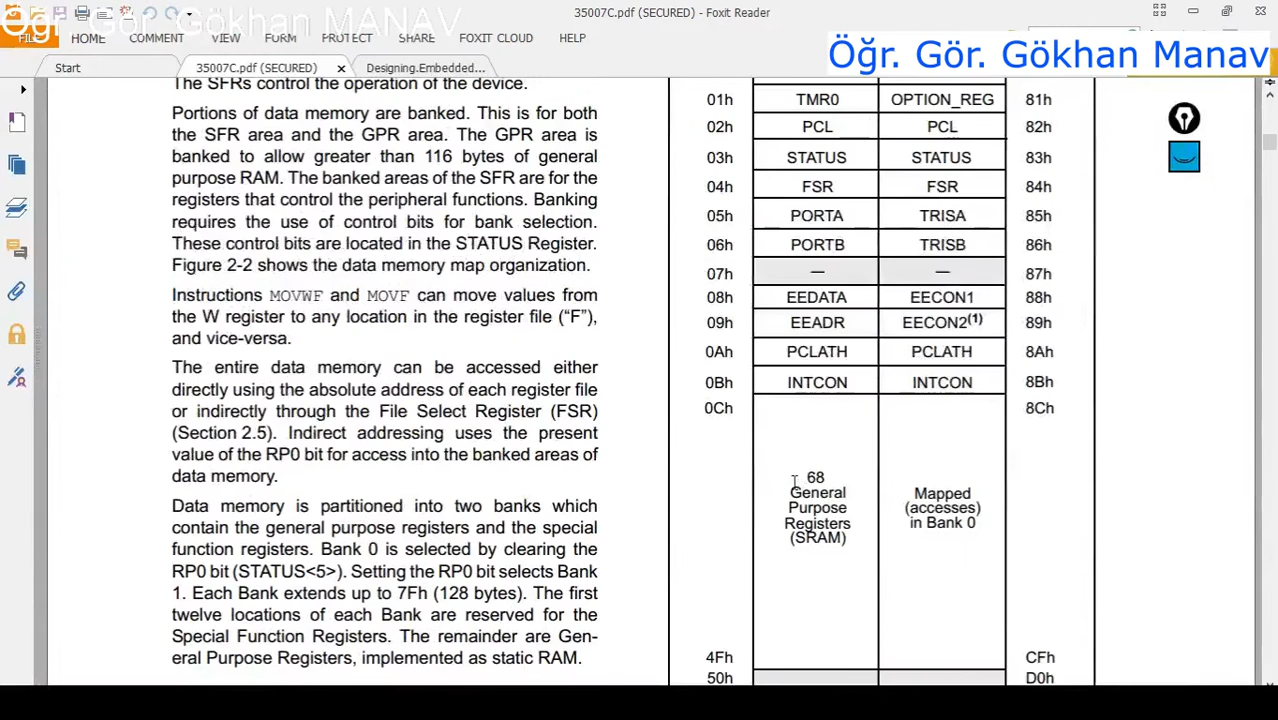 Öğr. Gör. Gökhan MANAV
35007C.pdf (SECURED) - Foxit Reader
FILE HOME COMMENT VIEW FORM PROTECT SHARE FOXIT CLOUD HELP
Öğr. Gör. Gökhan Manav
Start 35007C.pdf (SECURED) x Designing.Embedded...
The SFRs control the operation of the device.
Portions of data memory are banked. This is for both
the SFR area and the GPR area. The GPR area is
banked to allow greater than 116 bytes of general
purpose RAM. The banked areas of the SFR are for the
registers that control the peripheral functions. Banking
requires the use of control bits for bank selection.
These control bits are located in the STATUS Register.
Figure 2-2 shows the data memory map organization.
Instructions MOVWF and MOVF can move values from
the W register to any location in the register file (“F”),
and vice-versa.
The entire data memory can be accessed either
directly using the absolute address of each register file
or indirectly through the File Select Register (FSR)
(Section 2.5). Indirect addressing uses the present
value of the RP0 bit for access into the banked areas of
data memory.
Data memory is partitioned into two banks which
contain the general purpose registers and the special
function registers. Bank 0 is selected by clearing the
RP0 bit (STATUS<5>). Setting the RP0 bit selects Bank
1. Each Bank extends up to 7Fh (128 bytes). The first
twelve locations of each Bank are reserved for the
Special Function Registers. The remainder are Gen-
eral Purpose Registers, implemented as static RAM.
01h TMR0 OPTION_REG 81h
02h PCL PCL 82h
03h STATUS STATUS 83h
04h FSR FSR 84h
05h PORTA TRISA 85h
06h PORTB TRISB 86h
07h — — 87h
08h EEDATA EECON1 88h
09h EEADR EECON2(1) 89h
0Ah PCLATH PCLATH 8Ah
0Bh INTCON INTCON 8Bh
0Ch 8Ch
68
General
Purpose
Registers
(SRAM)
Mapped
(accesses)
in Bank 0
4Fh CFh
50h D0h